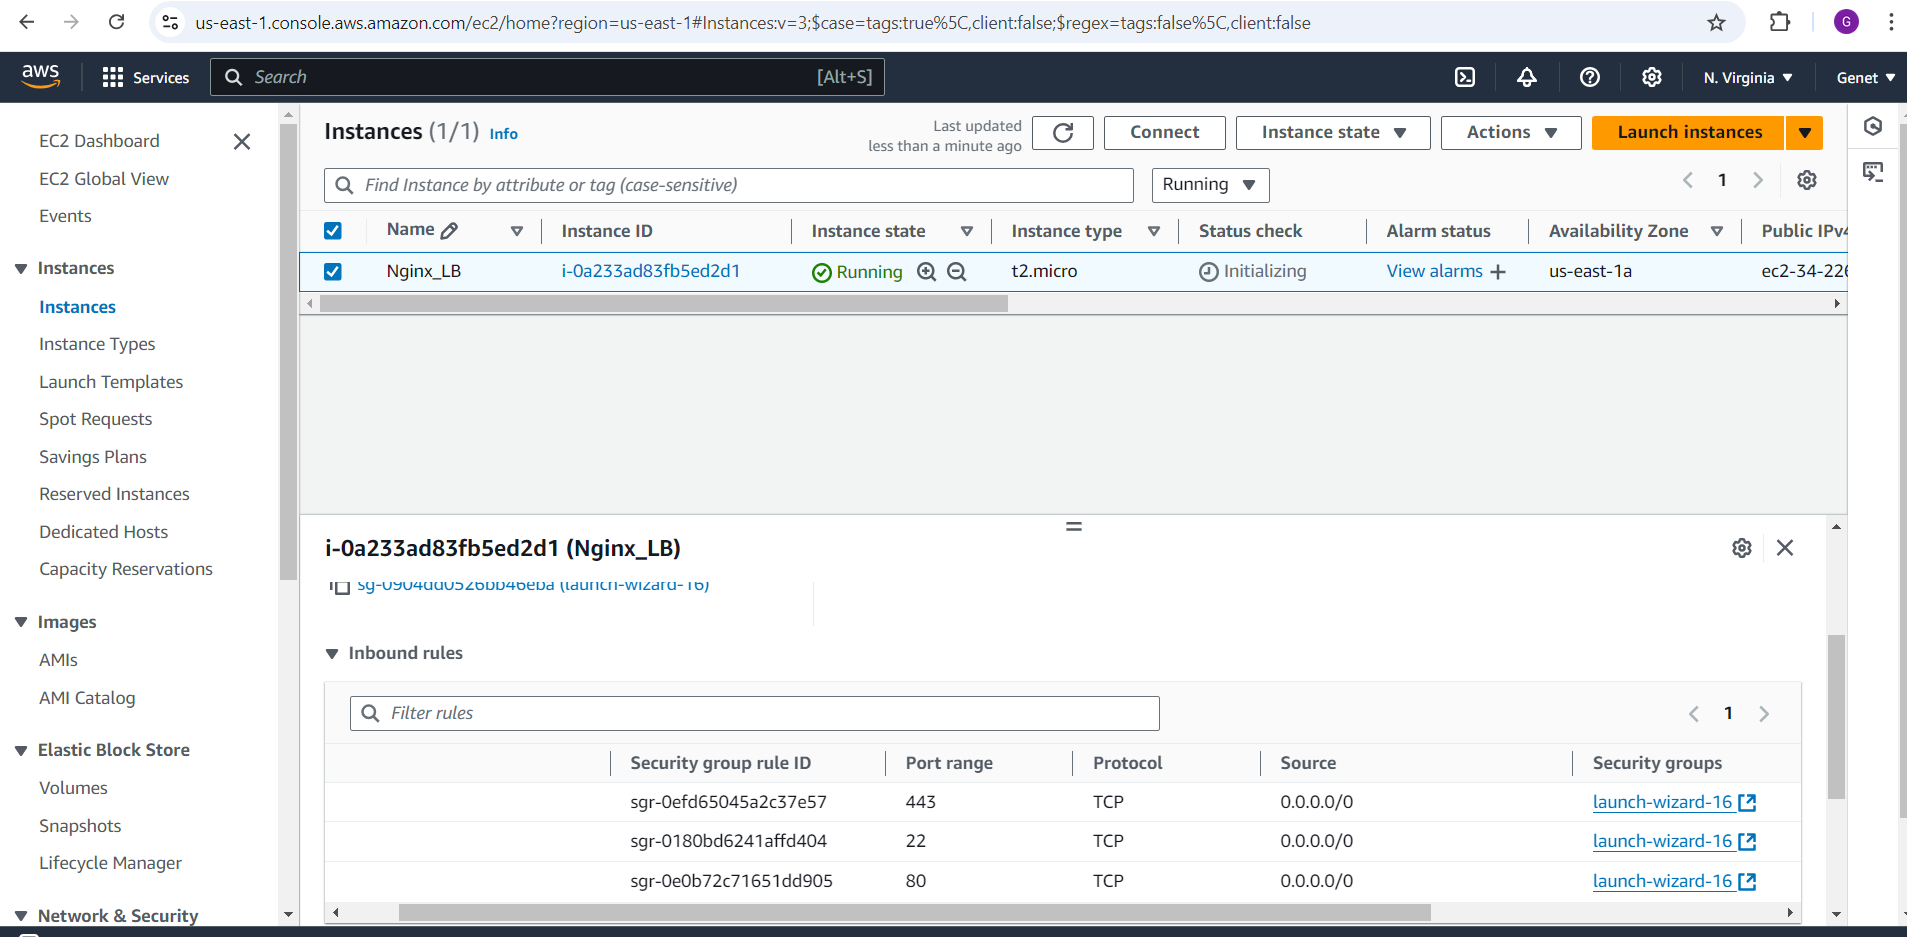 us-east-1.console.aws.amazon.com/ec2/home?region=us-east-1#Instances:v=3;$case=tags:true%5C,client:false;$regex=tags:false%5C,client:false
G
aws
Services
Search
[Alt+S]
N. Virginia
Genet
EC2 Dashboard
EC2 Global View
Events
Instances
Instances
Instance Types
Launch Templates
Spot Requests
Savings Plans
Reserved Instances
Dedicated Hosts
Capacity Reservations
Images
AMIs
AMI Catalog
Elastic Block Store
Volumes
Snapshots
Lifecycle Manager
Network & Security
Instances (1/1) Info
Last updated
less than a minute ago
Connect
Instance state
Actions
Launch instances
Find Instance by attribute or tag (case-sensitive)
Running
1
Name Instance ID Instance state Instance type Status check Alarm status Availability Zone Public IPv4
Nginx_LB i-0a233ad83fb5ed2d1 Running t2.micro Initializing View alarms + us-east-1a ec2-34-226
i-0a233ad83fb5ed2d1 (Nginx_LB)
sg-0904dd0526bb46eba (launch-wizard-16)
Inbound rules
Filter rules
1
Security group rule ID Port range Protocol Source Security groups
sgr-0efd65045a2c37e57 443 TCP 0.0.0.0/0 launch-wizard-16
sgr-0180bd6241affd404 22 TCP 0.0.0.0/0 launch-wizard-16
sgr-0e0b72c71651dd905 80 TCP 0.0.0.0/0 launch-wizard-16